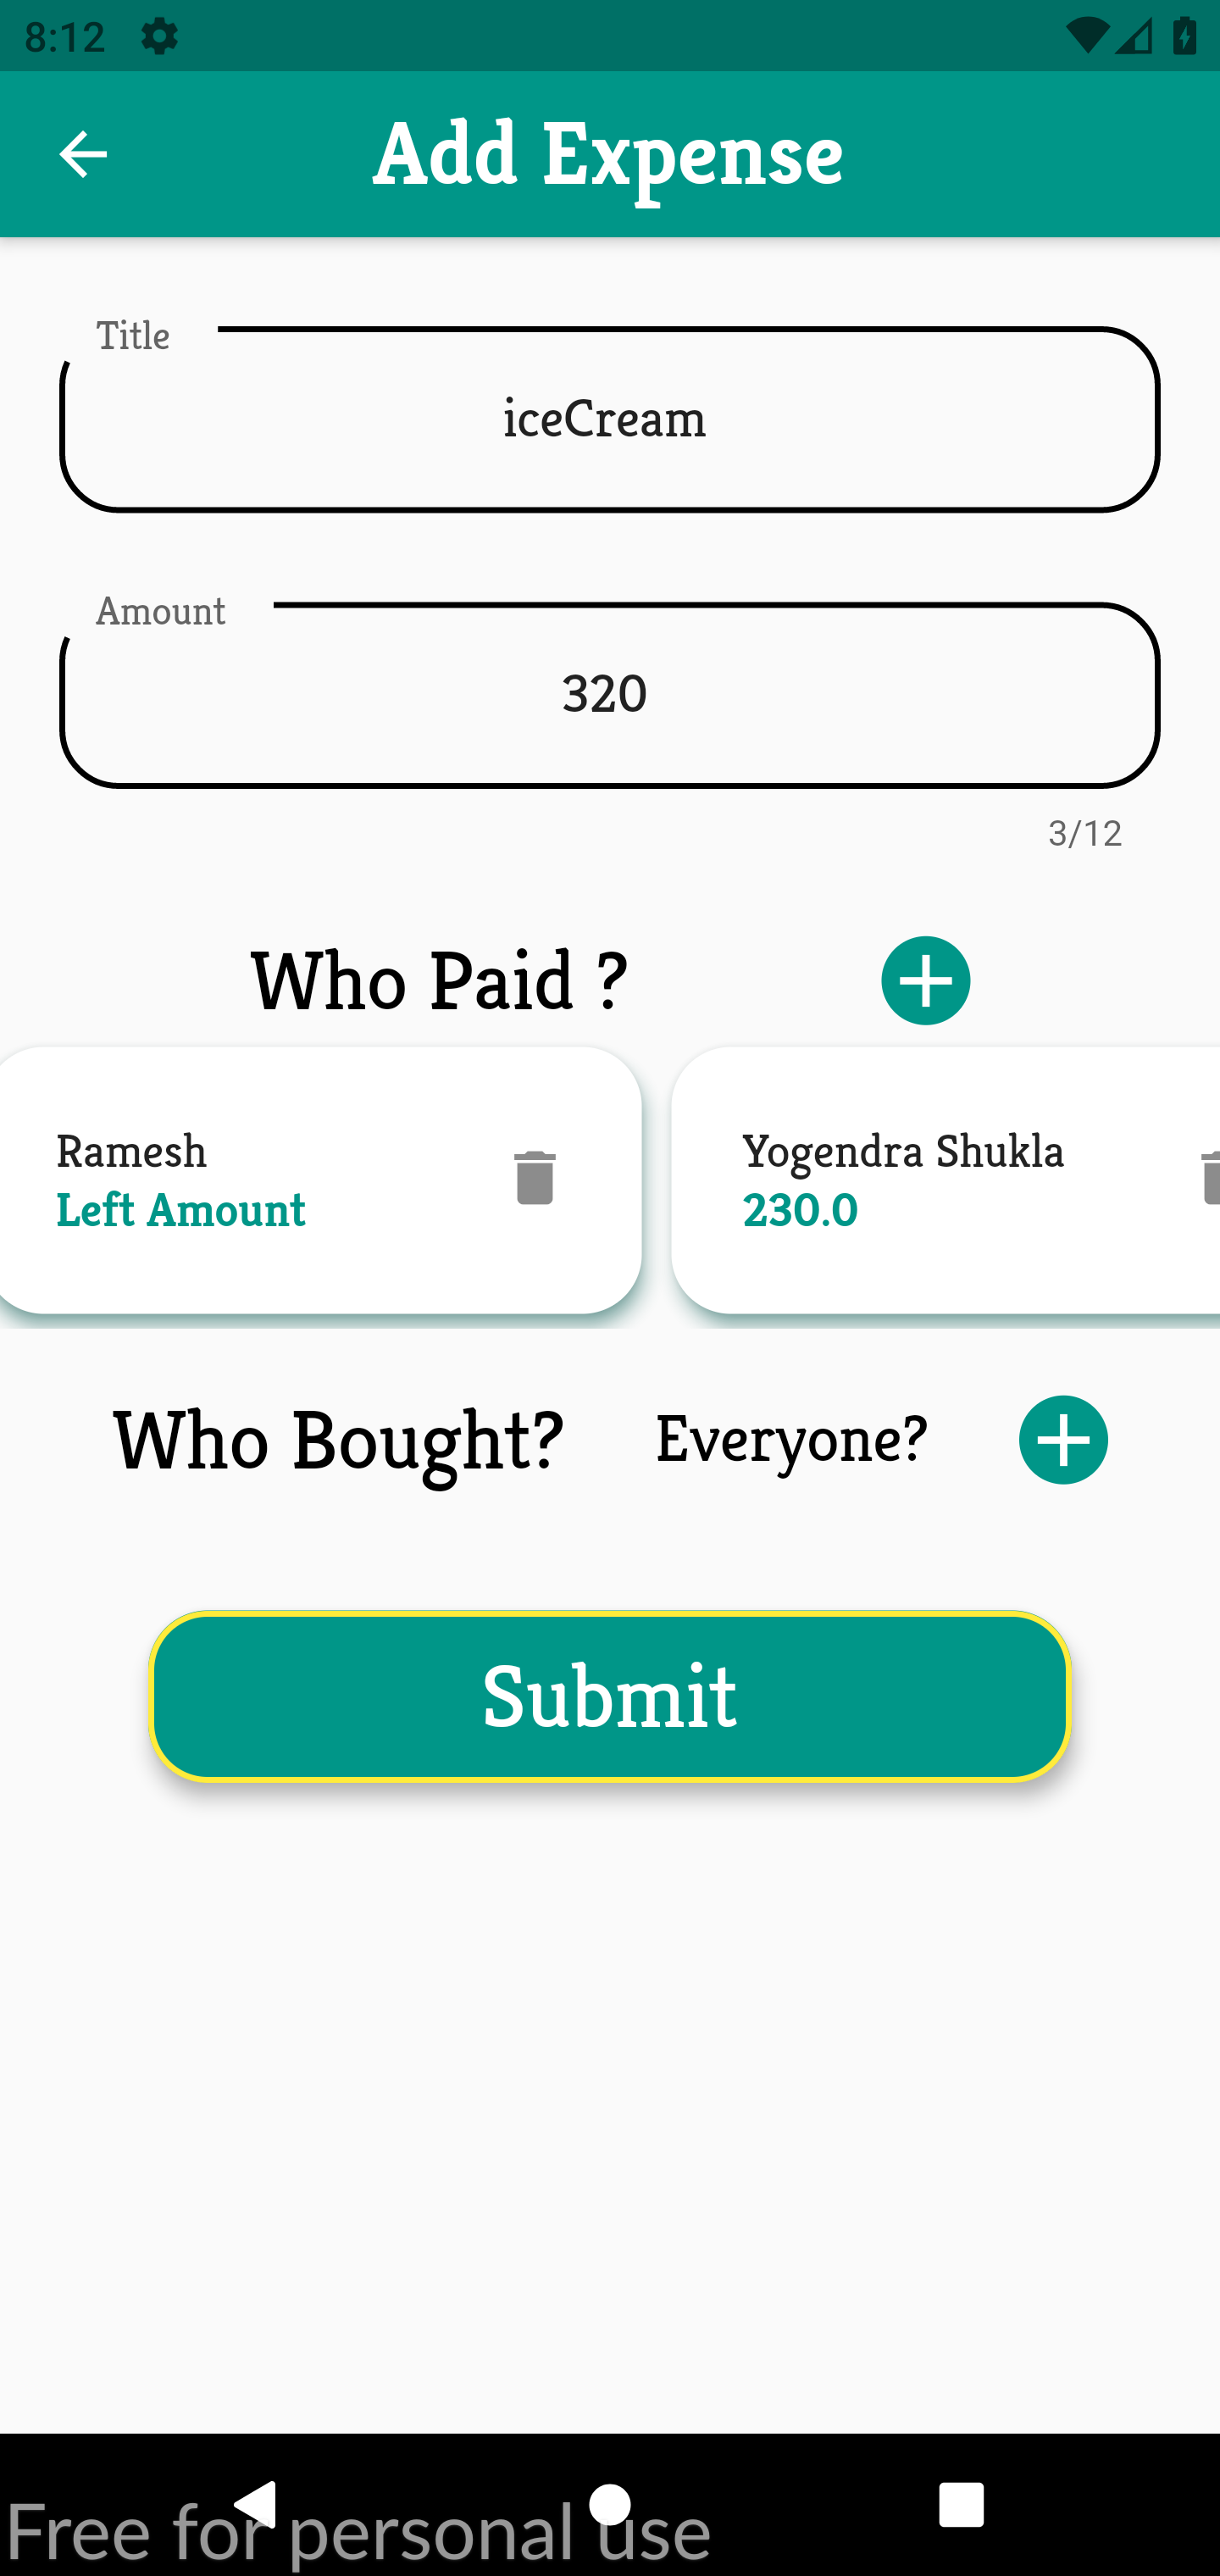 8:12
Add Expense
Title
iceCream
Amount
320
3/12
Who Paid ?
Ramesh
Left Amount
Yogendra Shukla
230.0
Who Bought? Everyone?
Submit
Free for personal use